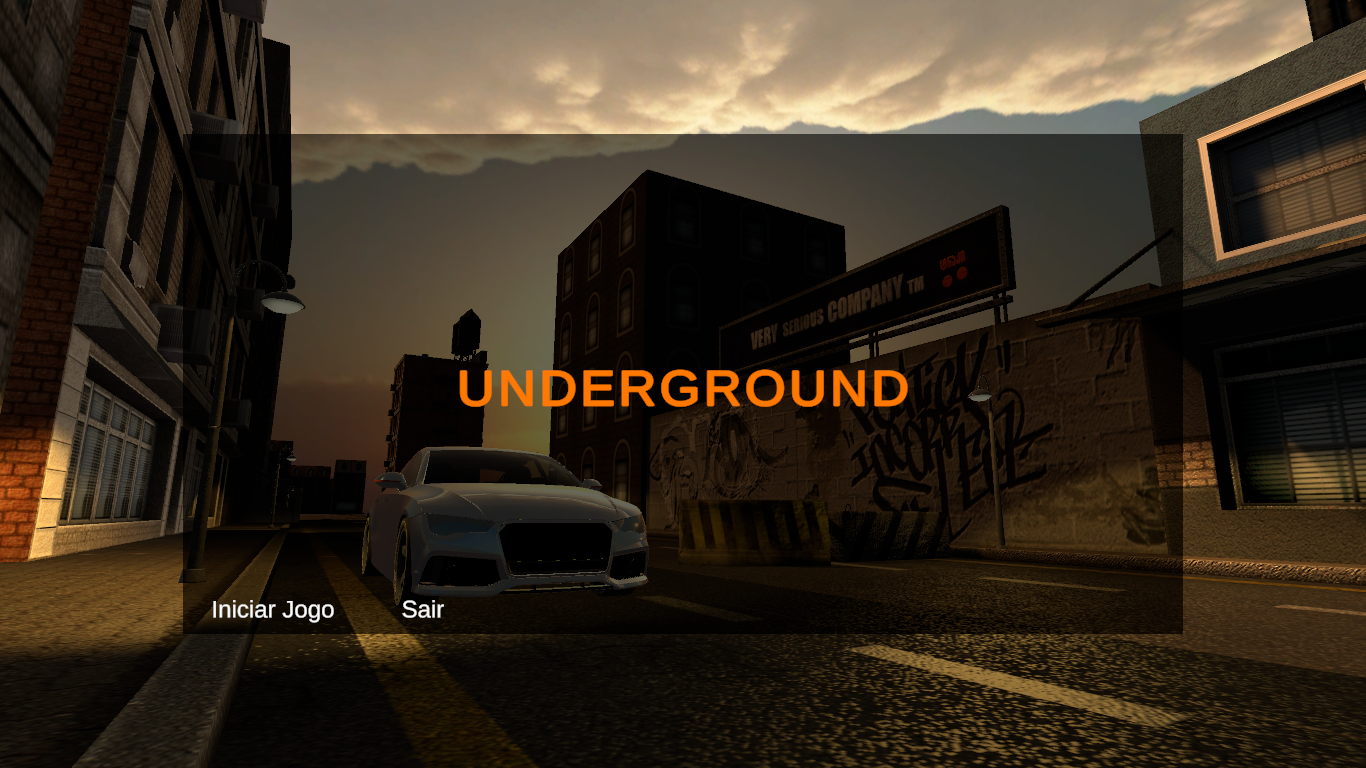 VERY SERIOUS COMPANY TM
UNDERGROUND
Iniciar Jogo
Sair